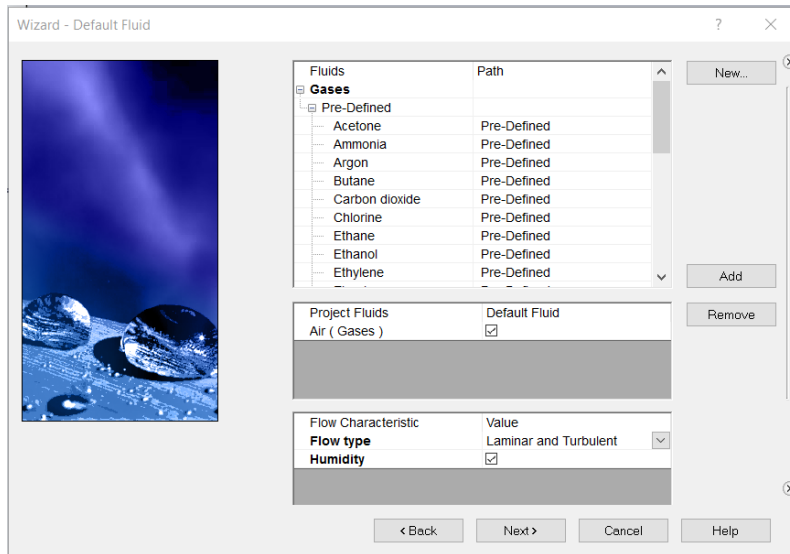 Wizard - Default Fluid ? ×
Fluids Path
Gases
Pre-Defined
Acetone Pre-Defined
Ammonia Pre-Defined
Argon Pre-Defined
Butane Pre-Defined
Carbon dioxide Pre-Defined
Chlorine Pre-Defined
Ethane Pre-Defined
Ethanol Pre-Defined
Ethylene Pre-Defined
New...
Add
Remove
Project Fluids Default Fluid
Air ( Gases )
Flow Characteristic Value
Flow type Laminar and Turbulent
Humidity
< Back Next > Cancel Help